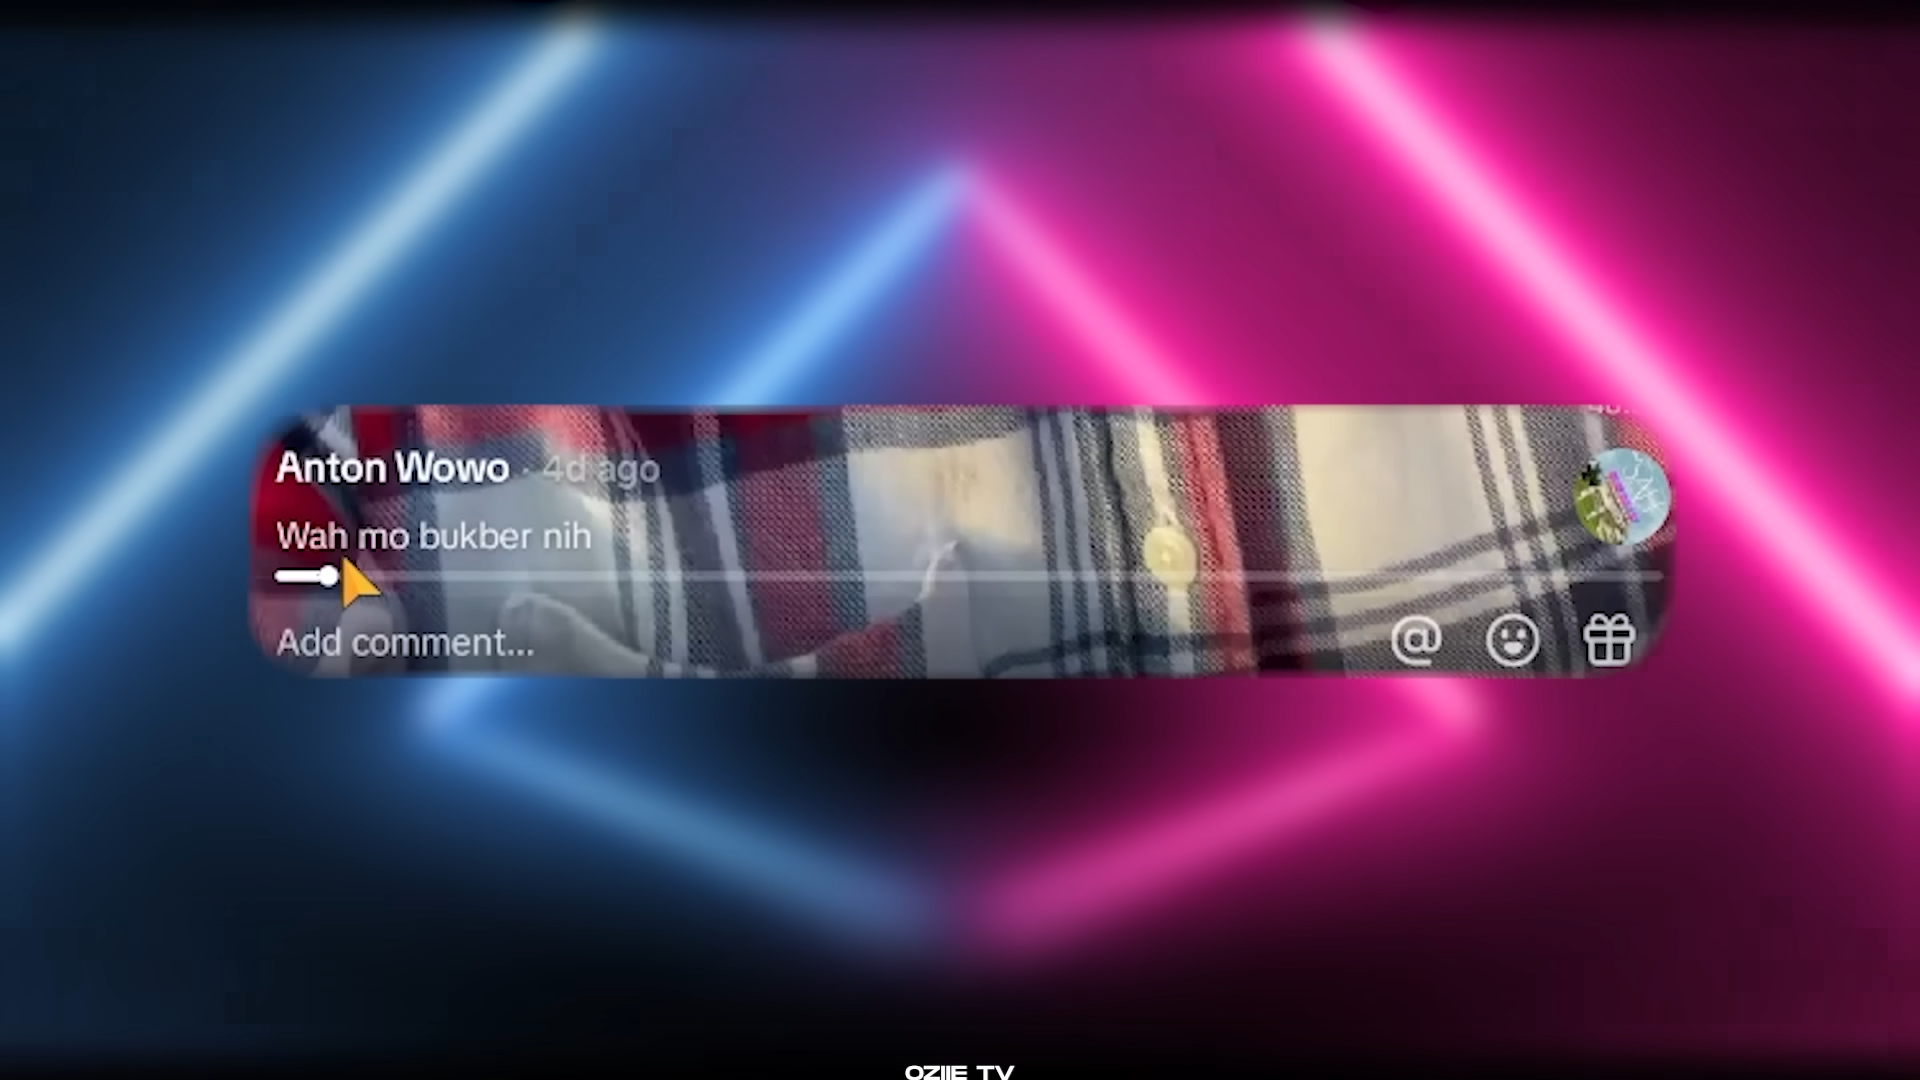 Anton Wowo · 4d ago
Wah mo bukber nih
Add comment...
OZIIE TV